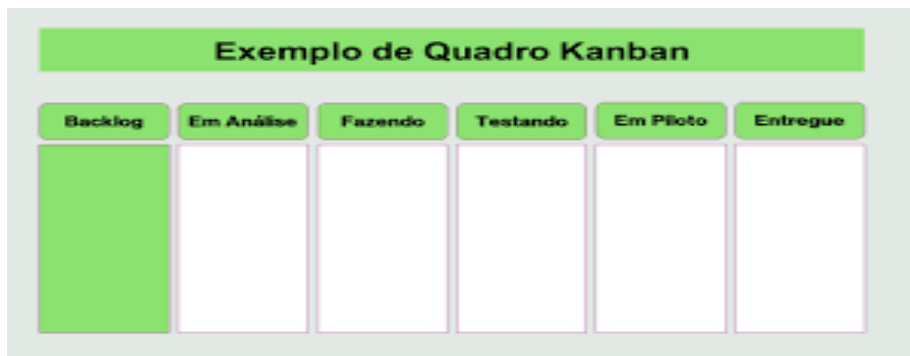 Exemplo de Quadro Kanban
Backlog
Em Análise
Fazendo
Testando
Em Piloto
Entregue